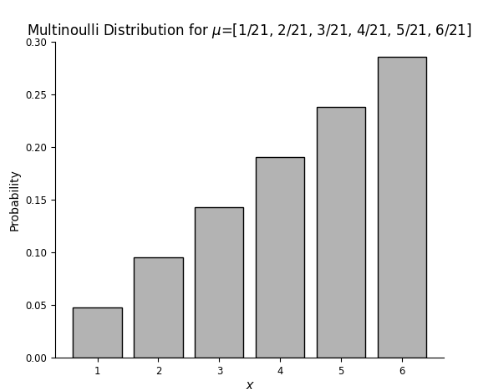 Multinoulli Distribution for μ=[1/21, 2/21, 3/21, 4/21, 5/21, 6/21]
0.30
0.25
0.20
0.15
0.10
0.05
0.00
Probability
1 2 3 4 5 6
x